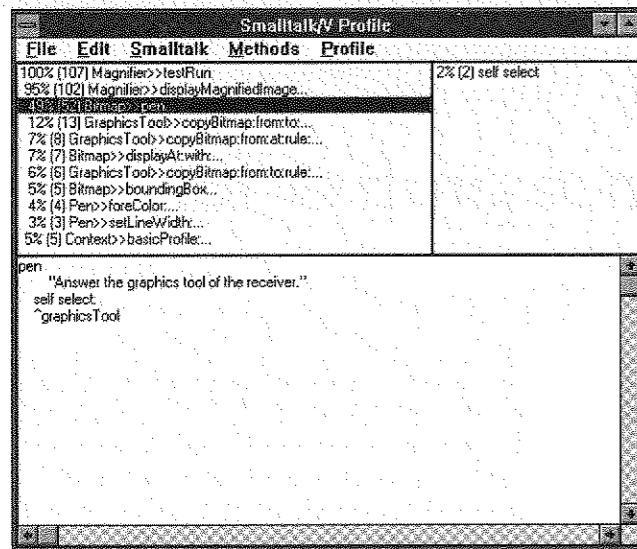 Smalltalk/V Profile
File Edit Smalltalk Methods Profile
100% (107) Magnifier>>testRun
95% (102) Magnifier>>displayMagnifiedImage...
49% (52) Bitmap>>pen
12% (13) GraphicsTool>>copyBitmap:from:to:...
7% (8) GraphicsTool>>copyBitmap:from:at:rule:...
7% (7) Bitmap>>displayAt:with:...
6% (6) GraphicsTool>>copyBitmap:from:to:rule:...
5% (5) Bitmap>>boundingBox...
4% (4) Pen>>foreColor:...
3% (3) Pen>>setLineWidth:...
5% (5) Context>>basicProfile:...
2% (2) self select
pen
"Answer the graphics tool of the receiver."
self select.
^graphicsTool